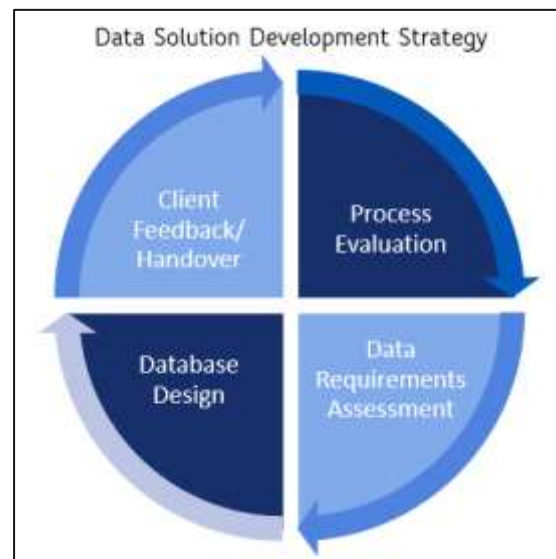 Data Solution Development Strategy
Client
Feedback/
Handover
Process
Evaluation
Database
Design
Data
Requirements
Assessment